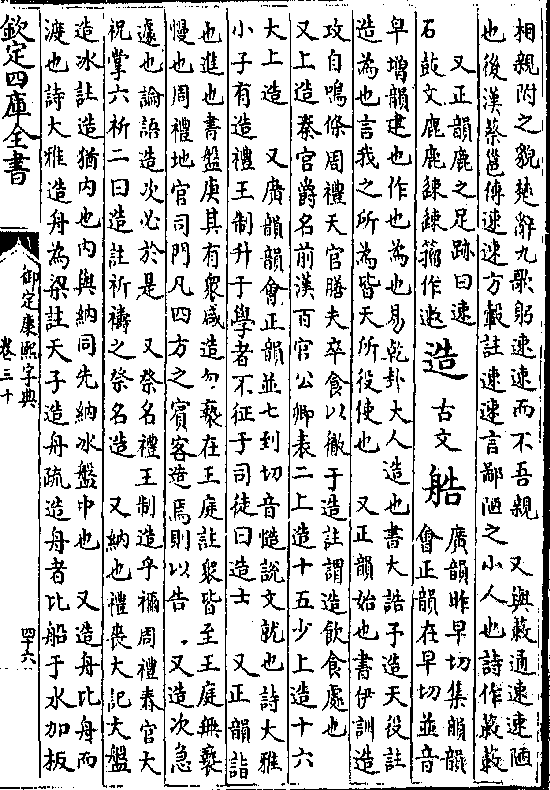 相親附之貌楚辭九歌躬速速而不吾親　又與蔌通速速陋
也後漢蔡邕傳速速方轂註速速言鄙陋之小人也詩作蔌蔌
　又正韻鹿之足跡曰速
石鼓文鹿鹿速速籀作遬
造
古文
艁
廣韻昨早切集韻韻
會正韻在早切並音
皁增韻建也作也為也易乾卦大人造也書大誥予造天役註
造為也言我之所為皆天所役使也　又正韻始也書伊訓造
攻自鳴條周禮天官膳夫卒食以徹于造註謂造飲食處也
又上造秦官爵名前漢百官公卿表二上造十五少上造十六
大上造　又廣韻韻會正韻並七到切音慥說文就也詩大雅
小子有造禮王制升于學者不征于司徒曰造士　又正韻詣
也進也書盤庚其有衆咸造勿褻在王庭註衆皆至王庭無褻
慢也周禮地官司門凡四方之賓客造焉則以告　又造次急
遽也論語造次必於是　又祭名禮王制造乎禰周禮春官大
祝掌六祈二曰造註祈禱之祭名造　又納也禮喪大記大盤
造冰註造猶内也内與納同先納冰盤中也　又造舟比舟而
渡也詩大雅造舟為梁註天子造舟疏造舟者比船于水加板
欽定四庫全書
御定康熙字典
卷三十
四十六